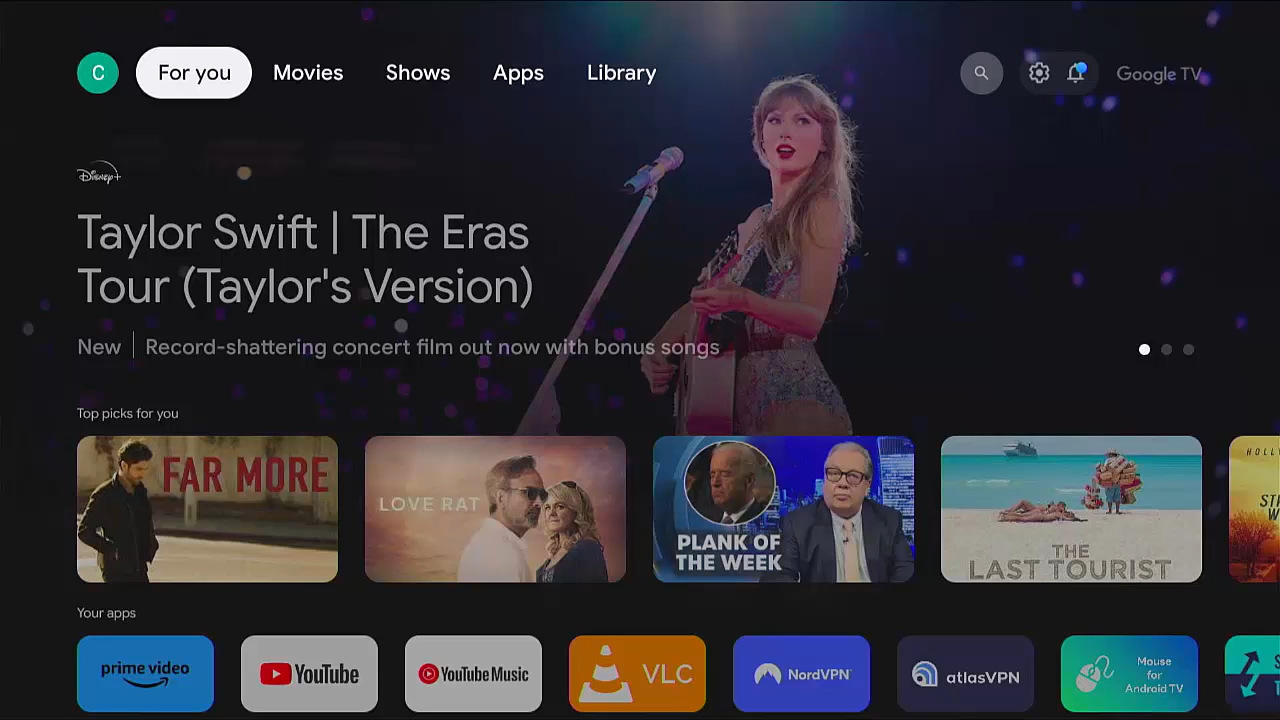 C For you Movies Shows Apps Library Google TV
Disney+
Taylor Swift | The Eras
Tour (Taylor's Version)
New Record-shattering concert film out now with bonus songs
Top picks for you
FAR MORE
LOVE RAT
PLANK OF
THE WEEK
THE
LAST TOURIST
Your apps
prime video
YouTube
YouTube Music
VLC
NordVPN
atlasVPN
Mouse
for
Android TV